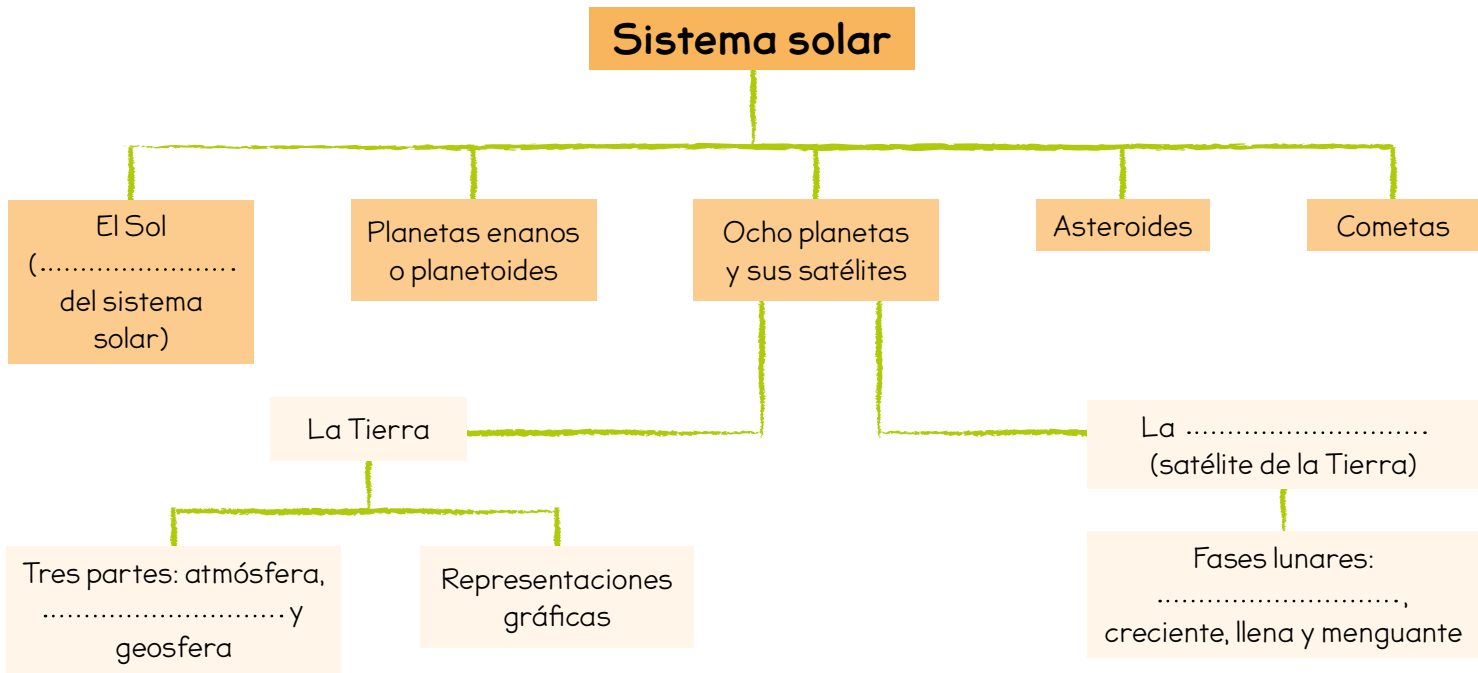 Sistema solar
El Sol
(........................
del sistema
solar)
Planetas enanos
o planetoides
Ocho planetas
y sus satélites
Asteroides
Cometas
La Tierra
La .............................
(satélite de la Tierra)
Tres partes: atmósfera,
............................. y
geosfera
Representaciones
gráficas
Fases lunares:
.............................,
creciente, llena y menguante